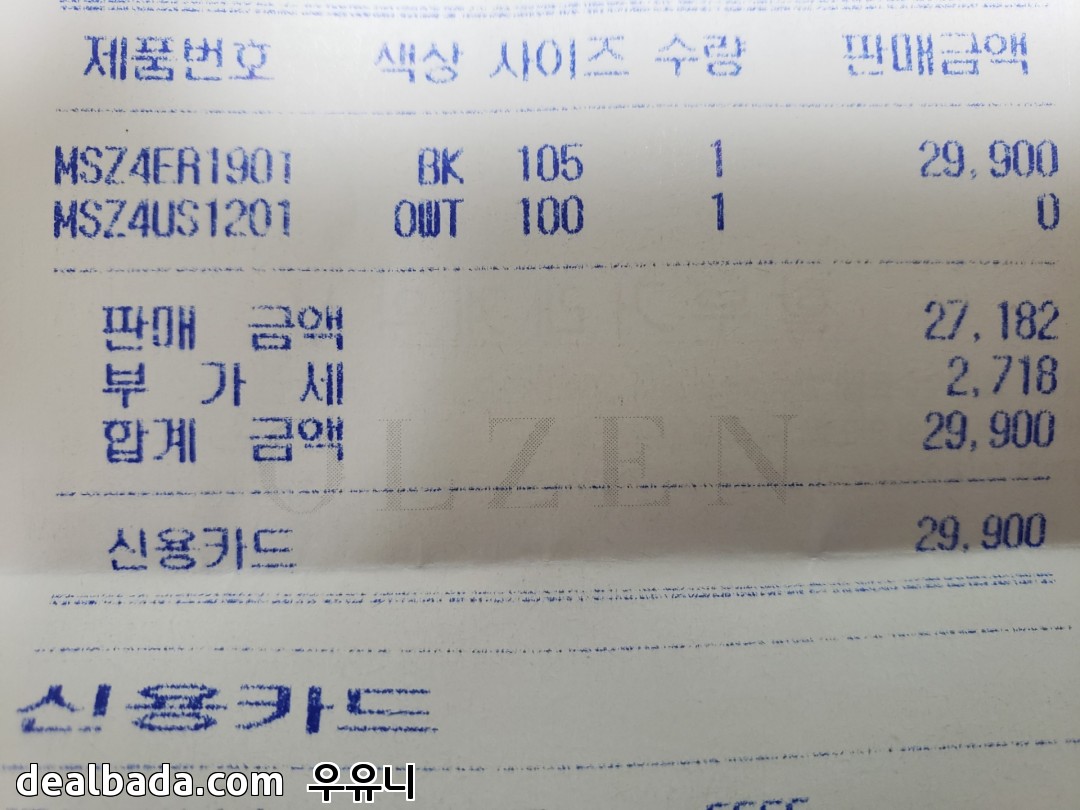 제품번호 색상 사이즈 수량 판매금액
MSZ4ER1901 BK 105 1 29,900
MSZ4US1201 OWT 100 1 0
판매 금액 27,182
부 가 세 2,718
합계 금액 29,900
OLZEN
신용카드 29,900
신용카드
dealbada.com 우유니